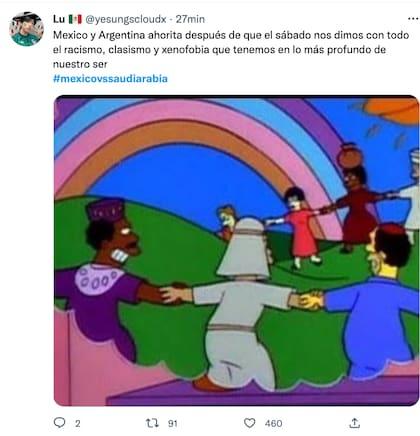 Lu 🇲🇽 @yesungscloudx · 27min
Mexico y Argentina ahorita después de que el sábado nos dimos con todo
el racismo, clasismo y xenofobia que tenemos en lo más profundo de
nuestro ser
#mexicovssaudiarabia
2 91 460